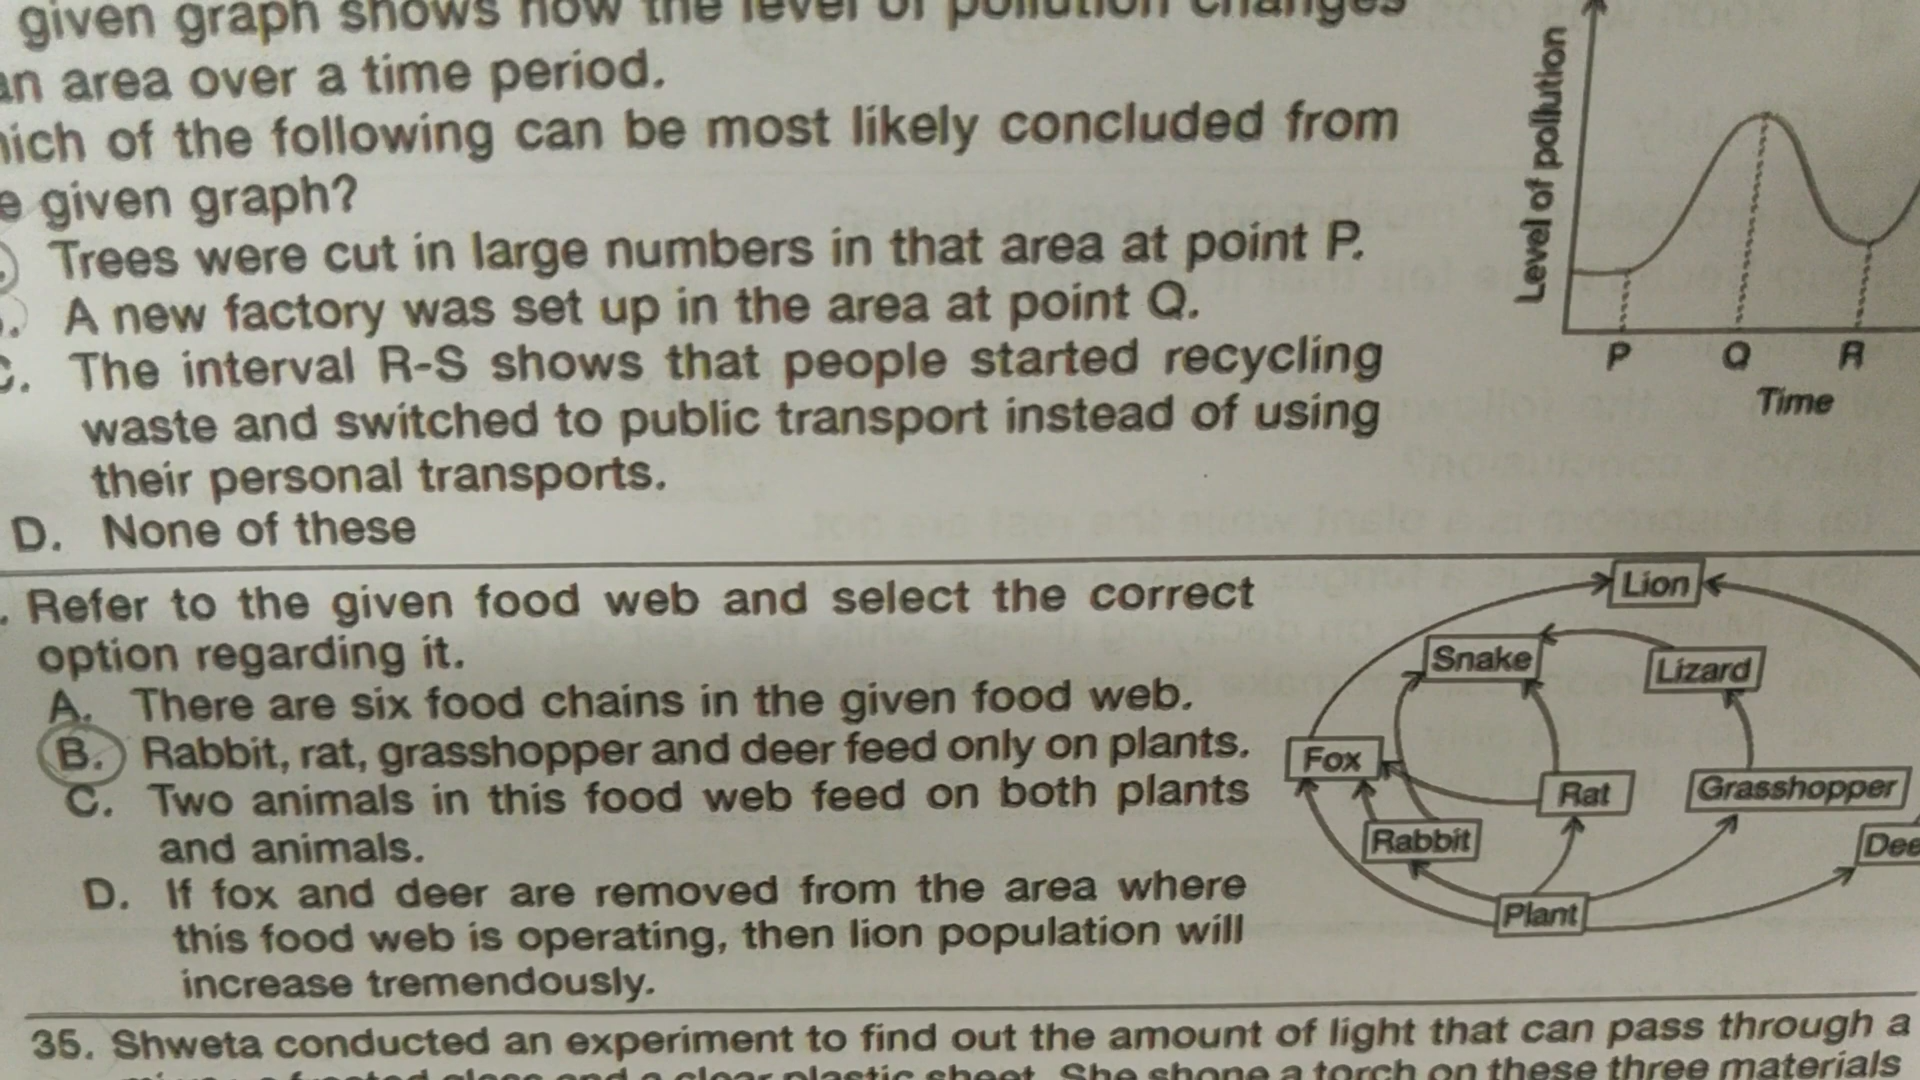 given graph shows how the level of pollution changes
an area over a time period.
of the following can be most likely concluded from
given graph?
Trees were cut in large numbers in that area at point P.
A new factory was set up in the area at point Q.
C. The interval R-S shows that people started recycling
waste and switched to public transport instead of using
their personal transports.
D. None of these
Level of pollution
P Q R
Time
Refer to the given food web and select the correct
option regarding it.
A. There are six food chains in the given food web.
B. Rabbit, rat, grasshopper and deer feed only on plants.
C. Two animals in this food web feed on both plants
and animals.
D. If fox and deer are removed from the area where
this food web is operating, then lion population will
increase tremendously.
Lion
Snake
Lizard
Fox
Rat
Grasshopper
Rabbit
Plant
35. Shweta conducted an experiment to find out the amount of light that can pass through a
glass and a clear plastic sheet. She shone a torch on these three materials